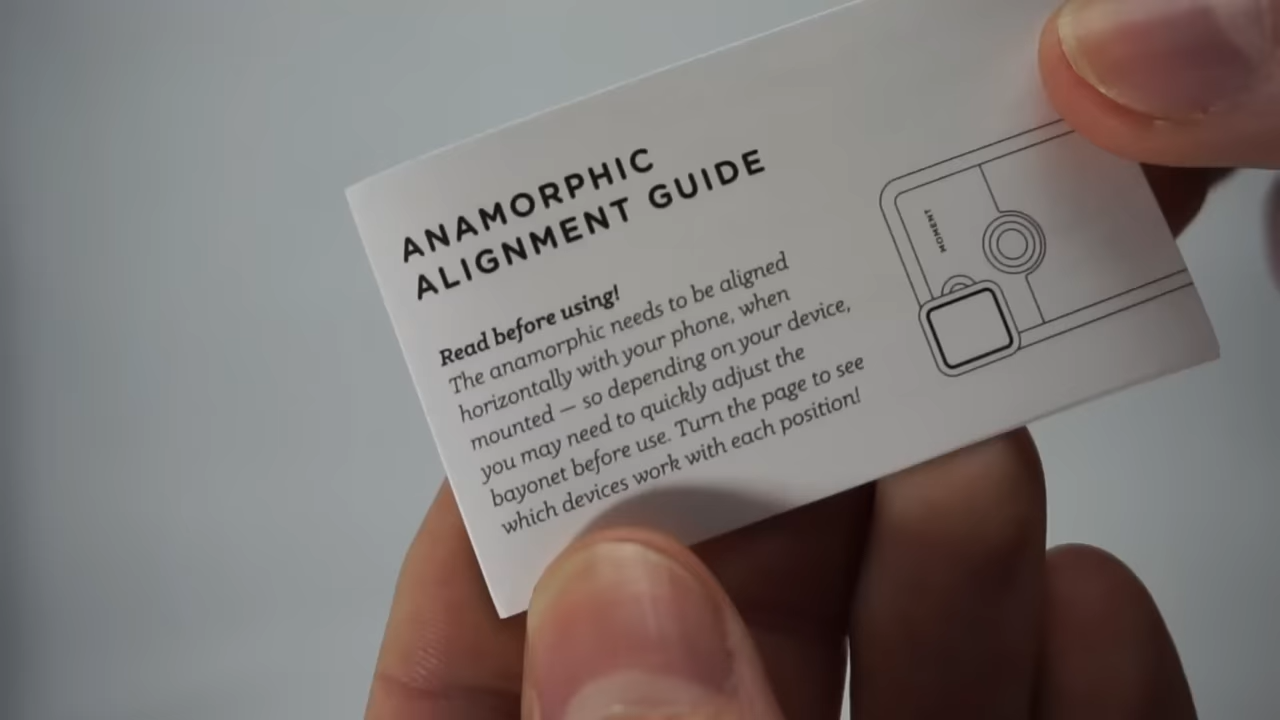 ANAMORPHIC
ALIGNMENT GUIDE
Read before using!
The anamorphic needs to be aligned
horizontally with your phone, when
mounted — so depending on your device,
you may need to quickly adjust the
bayonet before use. Turn the page to see
which devices work with each position!
MOMENT